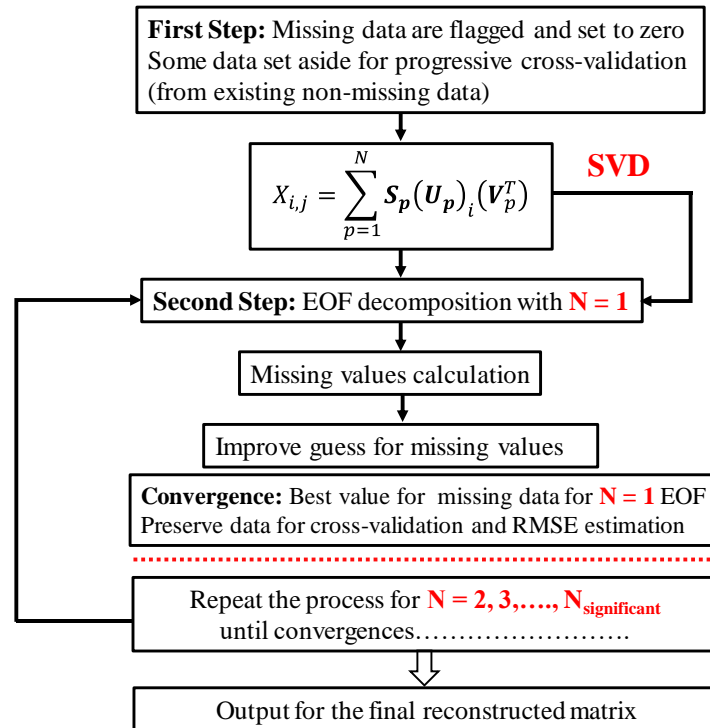 First Step: Missing data are flagged and set to zero
Some data set aside for progressive cross-validation
(from existing non-missing data)
X_{i,j} = \sum_{p=1}^{N} S_p(U_p)_i(V_p^T)
SVD
Second Step: EOF decomposition with N = 1
Missing values calculation
Improve guess for missing values
Convergence: Best value for missing data for N = 1 EOF
Preserve data for cross-validation and RMSE estimation
Repeat the process for N = 2, 3,…., N_{significant}
until convergences…………………….
Output for the final reconstructed matrix